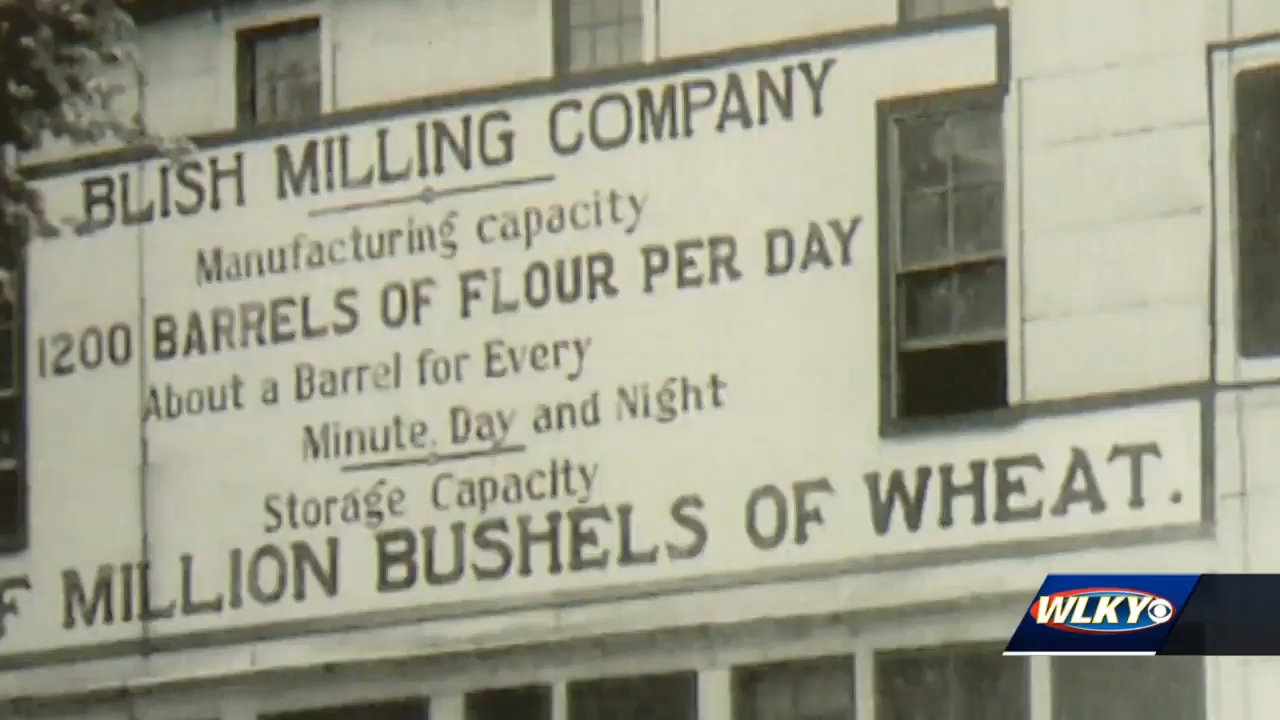 BLISH MILLING COMPANY
Manufacturing capacity
1200 BARRELS OF FLOUR PER DAY
About a Barrel for Every
Minute, Day and Night
Storage Capacity
F MILLION BUSHELS OF WHEAT.
WLKY